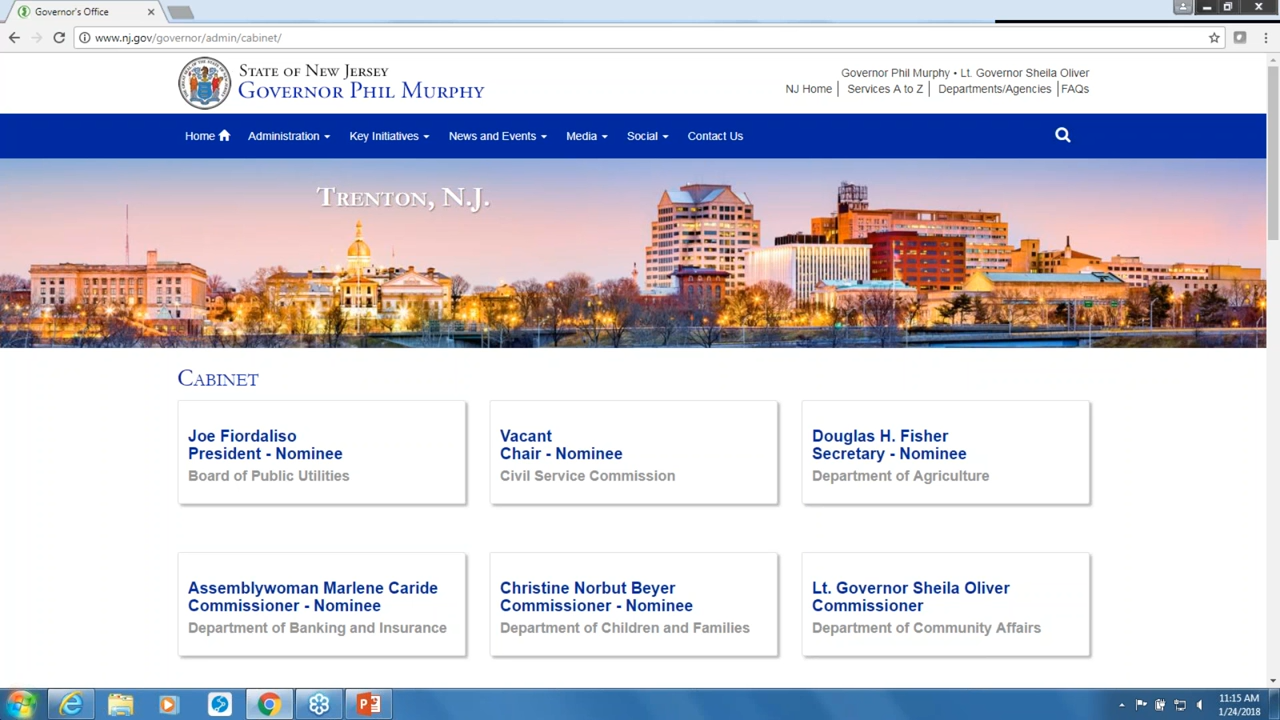 Governor's Office
www.nj.gov/governor/admin/cabinet/
STATE OF NEW JERSEY
GOVERNOR PHIL MURPHY
Governor Phil Murphy • Lt. Governor Sheila Oliver
NJ Home | Services A to Z | Departments/Agencies | FAQs
Home Administration Key Initiatives News and Events Media Social Contact Us
TRENTON, N.J.
CABINET
Joe Fiordaliso
President - Nominee
Board of Public Utilities
Vacant
Chair - Nominee
Civil Service Commission
Douglas H. Fisher
Secretary - Nominee
Department of Agriculture
Assemblywoman Marlene Caride
Commissioner - Nominee
Department of Banking and Insurance
Christine Norbut Beyer
Commissioner - Nominee
Department of Children and Families
Lt. Governor Sheila Oliver
Commissioner
Department of Community Affairs
11:15 AM
1/24/2018